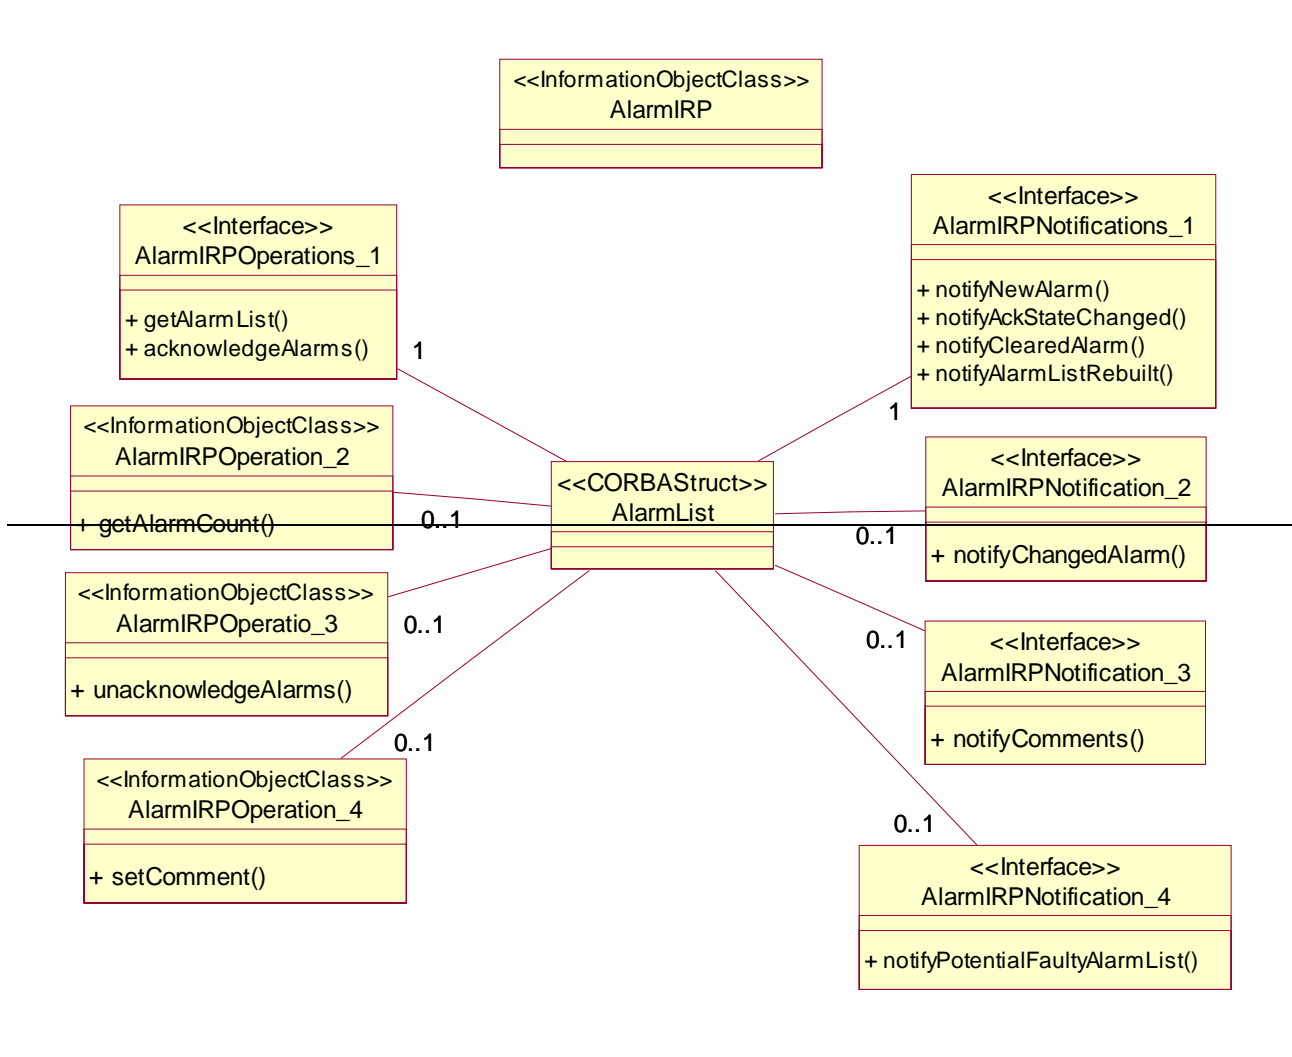 <<InformationObjectClass>>
AlarmIRP
<<Interface>>
AlarmIRPOperations_1
+ getAlarmList()
+ acknowledgeAlarms()
1
<<Interface>>
AlarmIRPNotifications_1
+ notifyNewAlarm()
+ notifyAckStateChanged()
+ notifyClearedAlarm()
+ notifyAlarmListRebuilt()
1
<<InformationObjectClass>>
AlarmIRPOperation_2
+ getAlarmCount()
0..1
<<CORBAStruct>>
AlarmList
<<Interface>>
AlarmIRPNotification_2
+ notifyChangedAlarm()
0..1
<<InformationObjectClass>>
AlarmIRPOperatio_3
+ unacknowledgeAlarms()
0..1
<<Interface>>
AlarmIRPNotification_3
+ notifyComments()
0..1
<<InformationObjectClass>>
AlarmIRPOperation_4
+ setComment()
0..1
<<Interface>>
AlarmIRPNotification_4
+ notifyPotentialFaultyAlarmList()
0..1